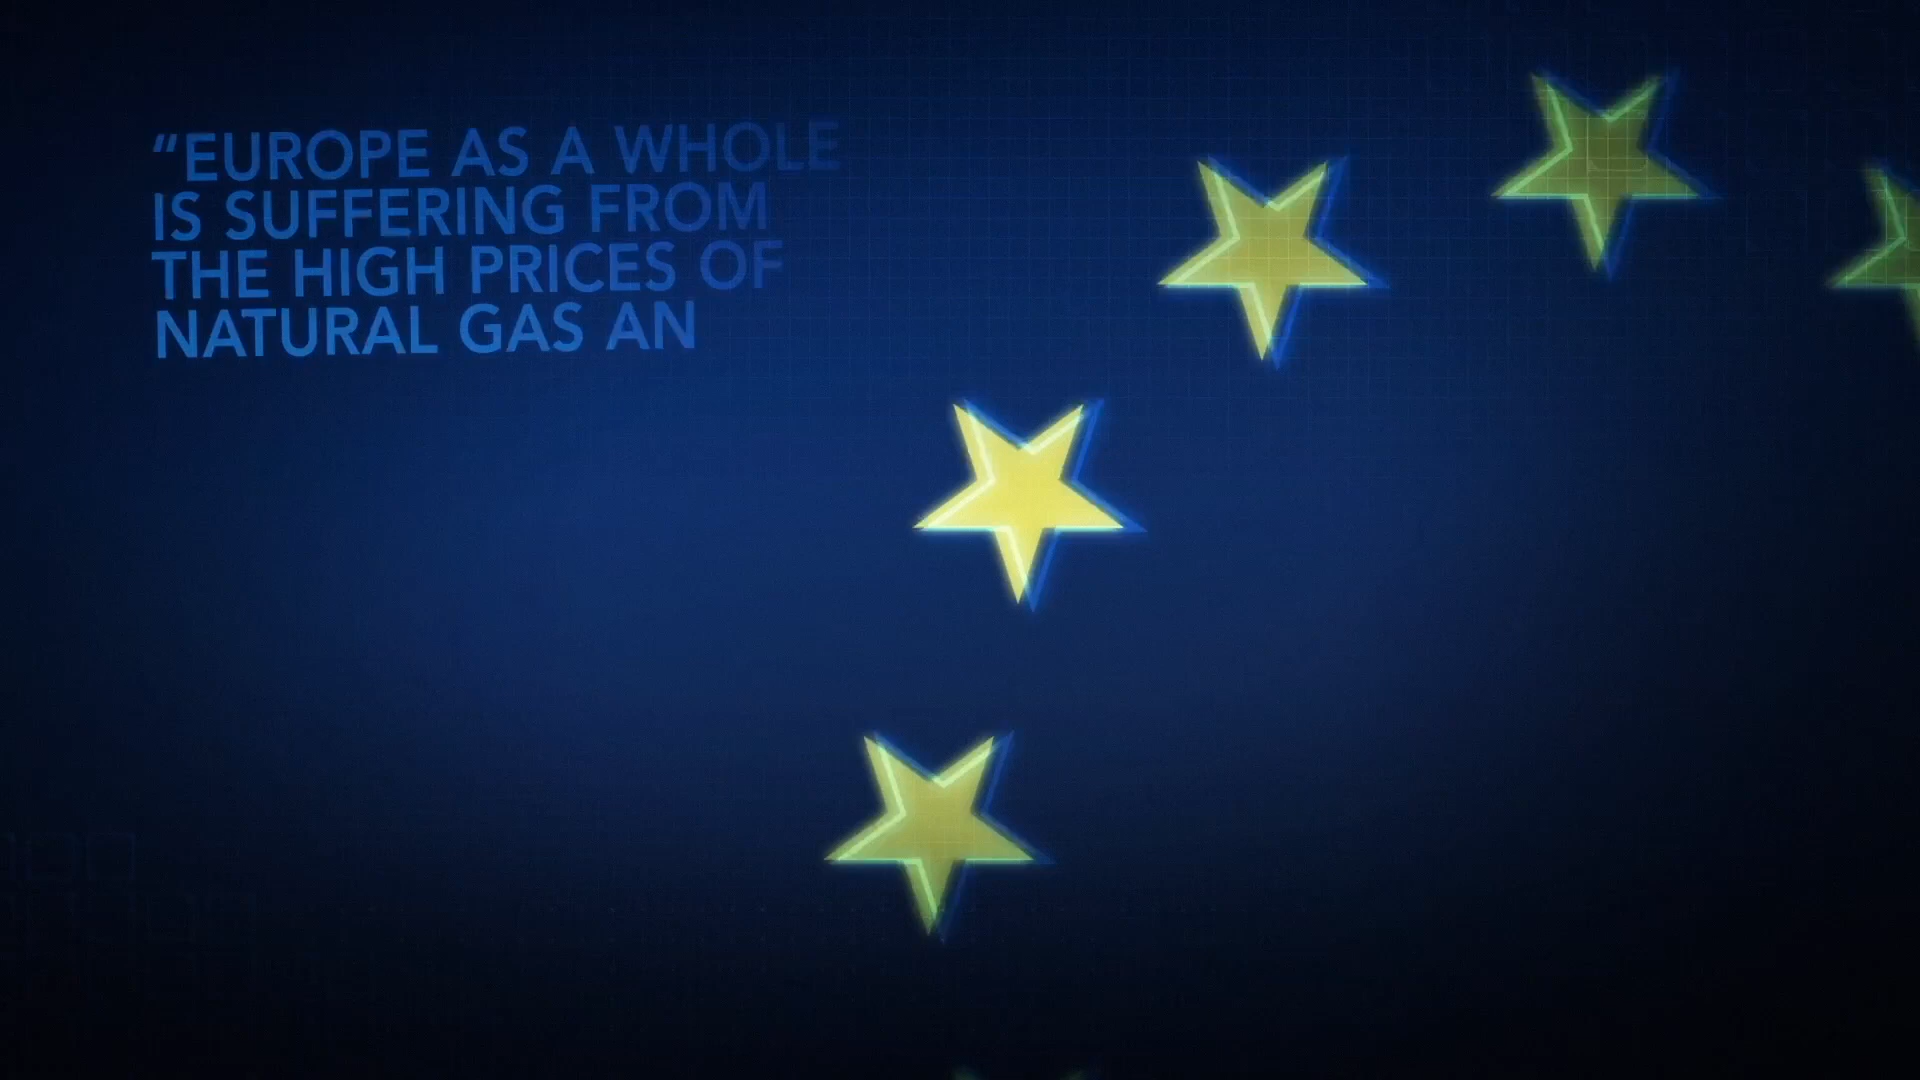 “EUROPE AS A WHOLE
IS SUFFERING FROM
THE HIGH PRICES OF
NATURAL GAS AN